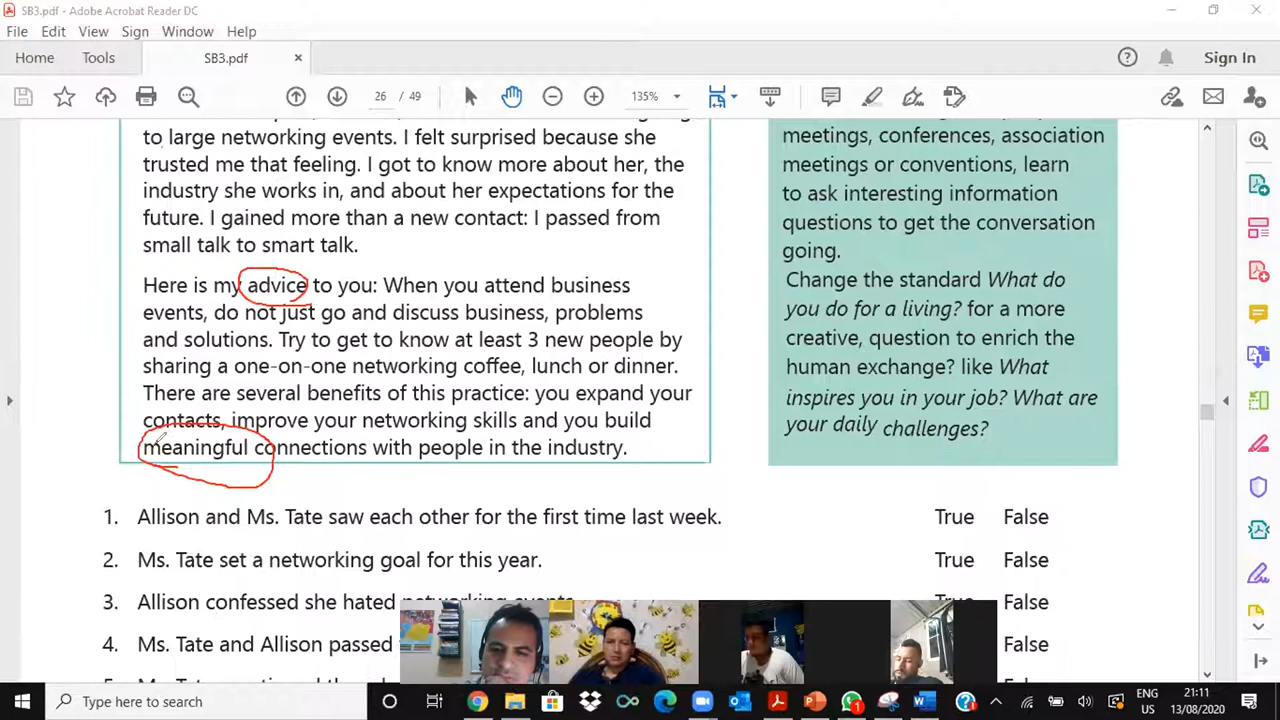 SB3.pdf - Adobe Acrobat Reader DC
File Edit View Sign Window Help
Home Tools SB3.pdf × Sign In
26 / 49 135%
to large networking events. I felt surprised because she
trusted me that feeling. I got to know more about her, the
industry she works in, and about her expectations for the
future. I gained more than a new contact: I passed from
small talk to smart talk.
Here is my advice to you: When you attend business
events, do not just go and discuss business, problems
and solutions. Try to get to know at least 3 new people by
sharing a one-on-one networking coffee, lunch or dinner.
There are several benefits of this practice: you expand your
contacts, improve your networking skills and you build
meaningful connections with people in the industry.
meetings, conferences, association
meetings or conventions, learn
to ask interesting information
questions to get the conversation
going.
Change the standard What do
you do for a living? for a more
creative, question to enrich the
human exchange? like What
inspires you in your job? What are
your daily challenges?
1. Allison and Ms. Tate saw each other for the first time last week. True False
2. Ms. Tate set a networking goal for this year. True False
3. Allison confessed she hated networking events. True False
4. Ms. Tate and Allison passed False
Type here to search
ENG 21:11
US 13/08/2020